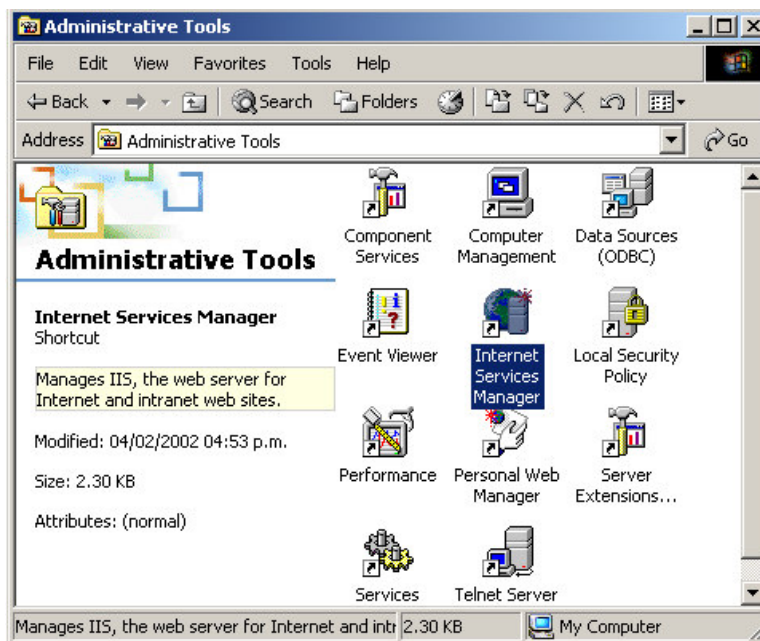 Administrative Tools
File Edit View Favorites Tools Help
Back Search Folders
Address Administrative Tools Go
Administrative Tools
Internet Services Manager
Shortcut
Manages IIS, the web server for
Internet and intranet web sites.
Modified: 04/02/2002 04:53 p.m.
Size: 2.30 KB
Attributes: (normal)
Component
Services
Computer
Management
Data Sources
(ODBC)
Event Viewer
Internet
Services
Manager
Local Security
Policy
Performance
Personal Web
Manager
Server
Extensions...
Services
Telnet Server
Manages IIS, the web server for Internet and intr 2.30 KB My Computer